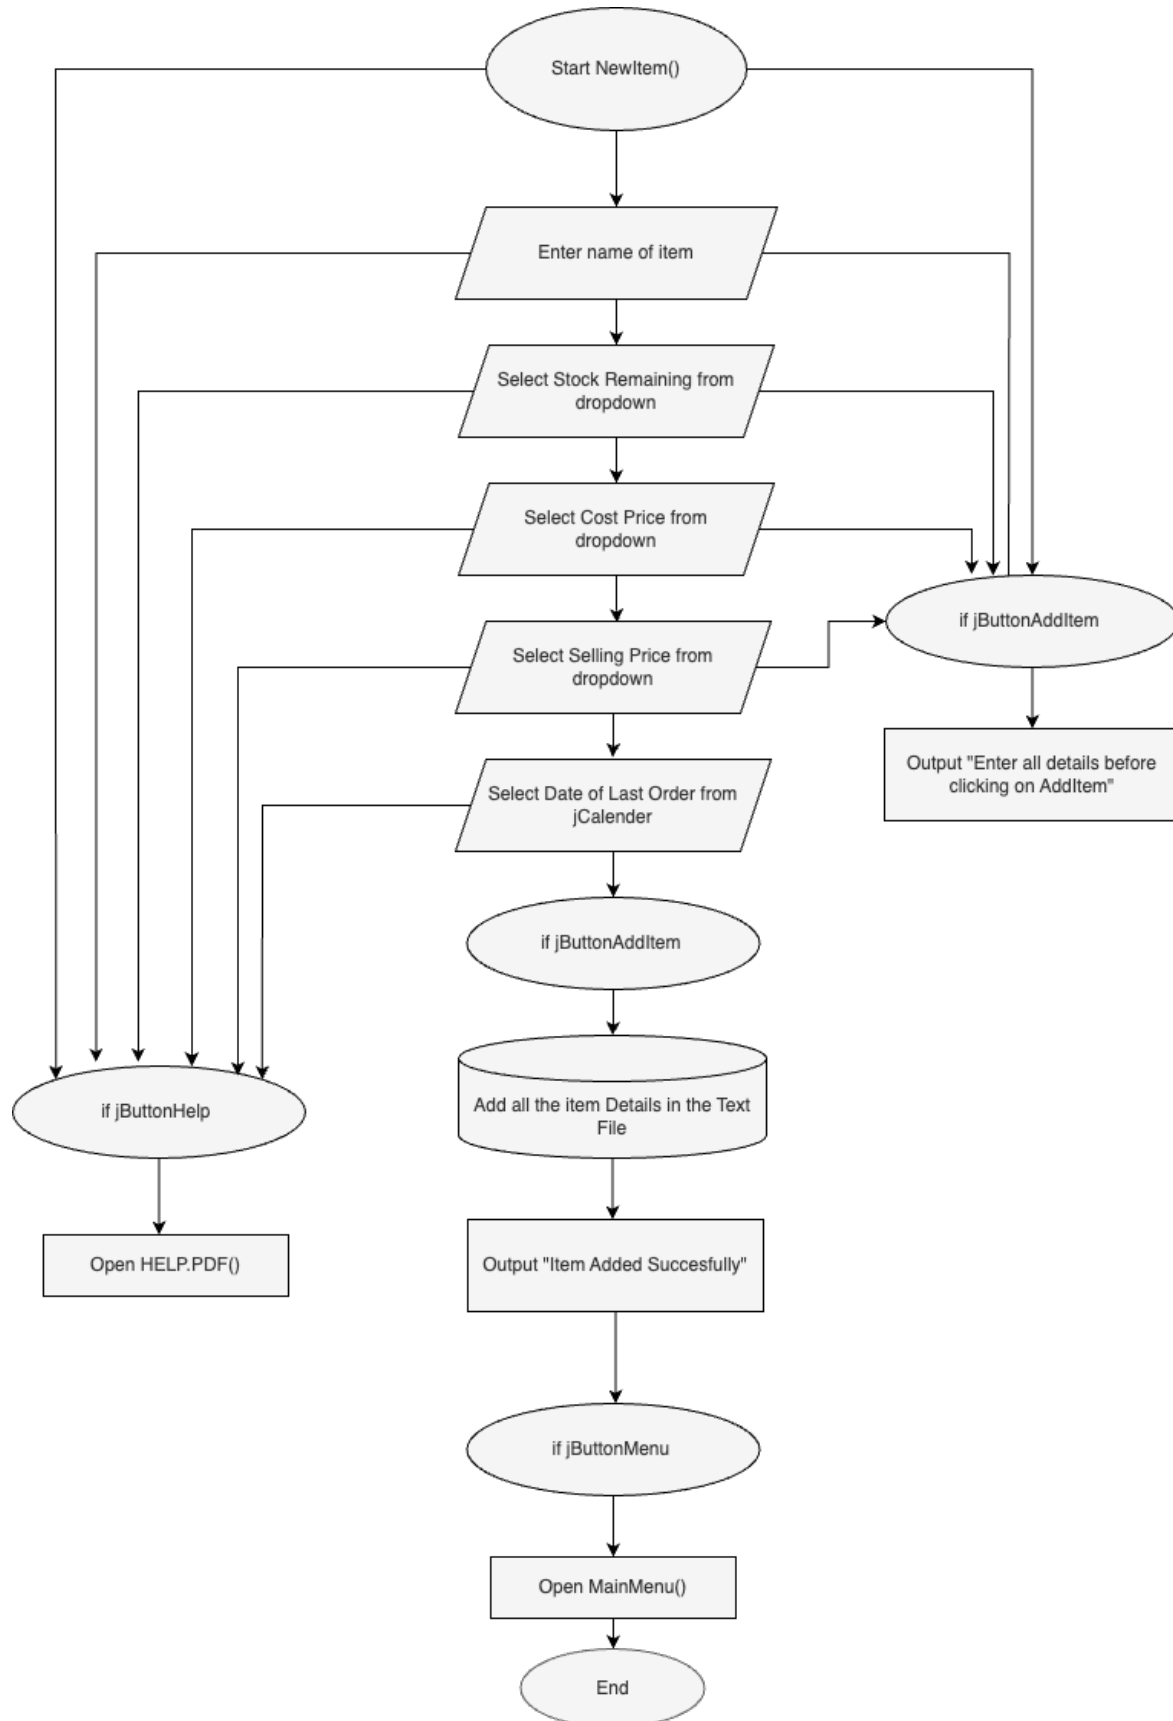 Start NewItem()
Enter name of item
Select Stock Remaining from
dropdown
Select Cost Price from
dropdown
if jButtonAddItem
Select Selling Price from
dropdown
Output "Enter all details before
clicking on AddItem"
Select Date of Last Order from
jCalender
if jButtonAddItem
if jButtonHelp
Add all the item Details in the Text
File
Open HELP.PDF()
Output "Item Added Succesfully"
if jButtonMenu
Open MainMenu()
End